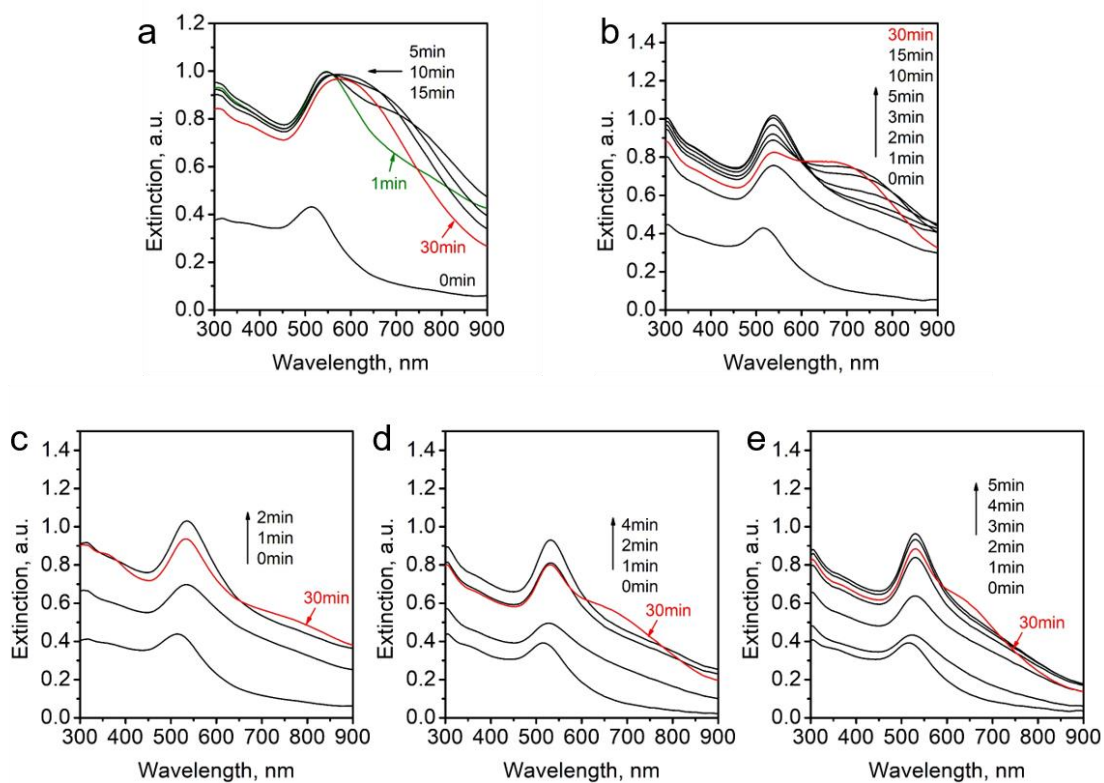 a
1.2
1.0
0.8
0.6
0.4
0.2
0.0
Extinction, a.u.
5min
10min
15min
1min
30min
0min
300 400 500 600 700 800 900
Wavelength, nm
b
1.4
1.2
1.0
0.8
0.6
0.4
0.2
0.0
Extinction, a.u.
30min
15min
10min
5min
3min
2min
1min
0min
300 400 500 600 700 800 900
Wavelength, nm
c
1.4
1.2
1.0
0.8
0.6
0.4
0.2
0.0
Extinction, a.u.
2min
1min
0min
30min
300 400 500 600 700 800 900
Wavelength, nm
d
1.4
1.2
1.0
0.8
0.6
0.4
0.2
0.0
Extinction, a.u.
4min
2min
1min
0min
30min
300 400 500 600 700 800 900
Wavelength, nm
e
1.4
1.2
1.0
0.8
0.6
0.4
0.2
0.0
Extinction, a.u.
5min
4min
3min
2min
1min
0min
30min
300 400 500 600 700 800 900
Wavelength, nm